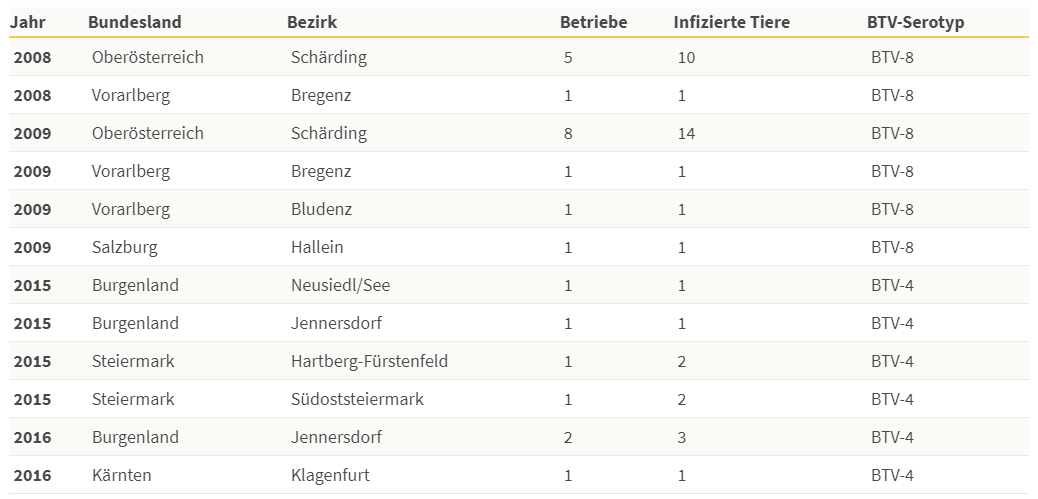 Jahr Bundesland Bezirk Betriebe Infizierte Tiere BTV-Serotyp
2008 Oberösterreich Schärding 5 10 BTV-8
2008 Vorarlberg Bregenz 1 1 BTV-8
2009 Oberösterreich Schärding 8 14 BTV-8
2009 Vorarlberg Bregenz 1 1 BTV-8
2009 Vorarlberg Bludenz 1 1 BTV-8
2009 Salzburg Hallein 1 1 BTV-8
2015 Burgenland Neusiedl/See 1 1 BTV-4
2015 Burgenland Jennersdorf 1 1 BTV-4
2015 Steiermark Hartberg-Fürstenfeld 1 2 BTV-4
2015 Steiermark Südoststeiermark 1 2 BTV-4
2016 Burgenland Jennersdorf 2 3 BTV-4
2016 Kärnten Klagenfurt 1 1 BTV-4